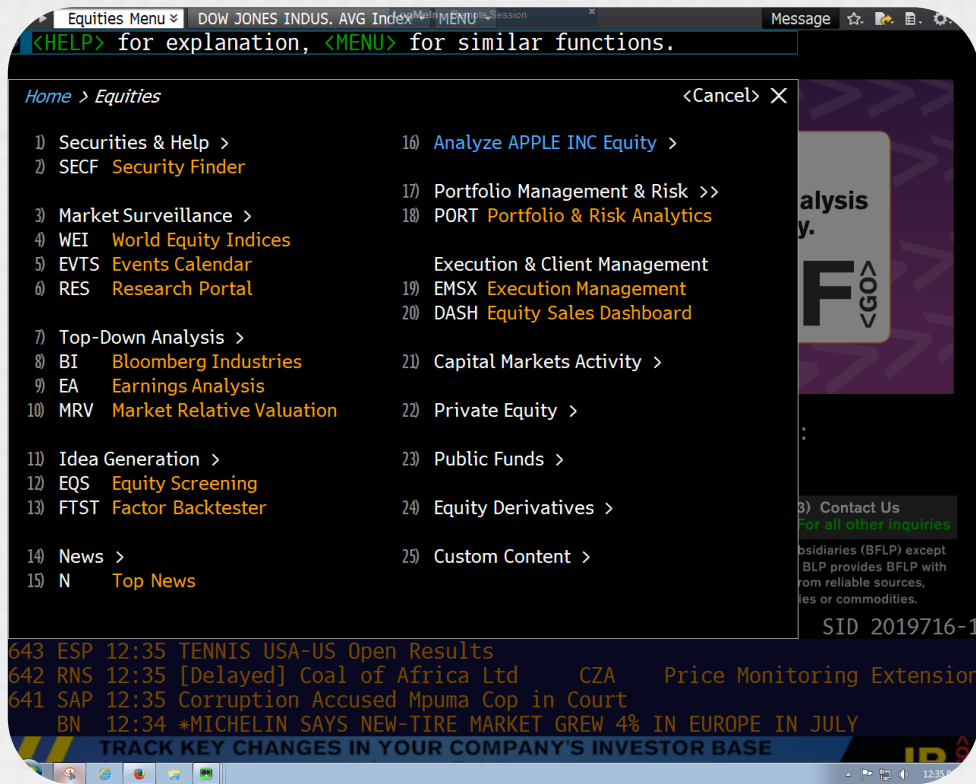 Equities Menu DOW JONES INDUS. AVG Index MENU Message
LogMeIn - Remote Session
<HELP> for explanation, <MENU> for similar functions.
Home > Equities <Cancel> X
1) Securities & Help >
2) SECF Security Finder
3) Market Surveillance >
4) WEI World Equity Indices
5) EVTS Events Calendar
6) RES Research Portal
7) Top-Down Analysis >
8) BI Bloomberg Industries
9) EA Earnings Analysis
10) MRV Market Relative Valuation
11) Idea Generation >
12) EQS Equity Screening
13) FTST Factor Backtester
14) News >
15) N Top News
16) Analyze APPLE INC Equity >
17) Portfolio Management & Risk >>
18) PORT Portfolio & Risk Analytics
Execution & Client Management
19) EMSX Execution Management
20) DASH Equity Sales Dashboard
21) Capital Markets Activity >
22) Private Equity >
23) Public Funds >
24) Equity Derivatives >
25) Custom Content >
alysis
y.
F <GO>
:
3) Contact Us
For all other inquiries
bsidiaries (BFLP) except
BLP provides BFLP with
rom reliable sources,
ies or commodities.
SID 2019716-1
643 ESP 12:35 TENNIS USA-US Open Results
642 RNS 12:35 [Delayed] Coal of Africa Ltd CZA Price Monitoring Extension
641 SAP 12:35 Corruption Accused Mpuma Cop in Court
BN 12:34 *MICHELIN SAYS NEW-TIRE MARKET GREW 4% IN EUROPE IN JULY
TRACK KEY CHANGES IN YOUR COMPANY'S INVESTOR BASE
12:35